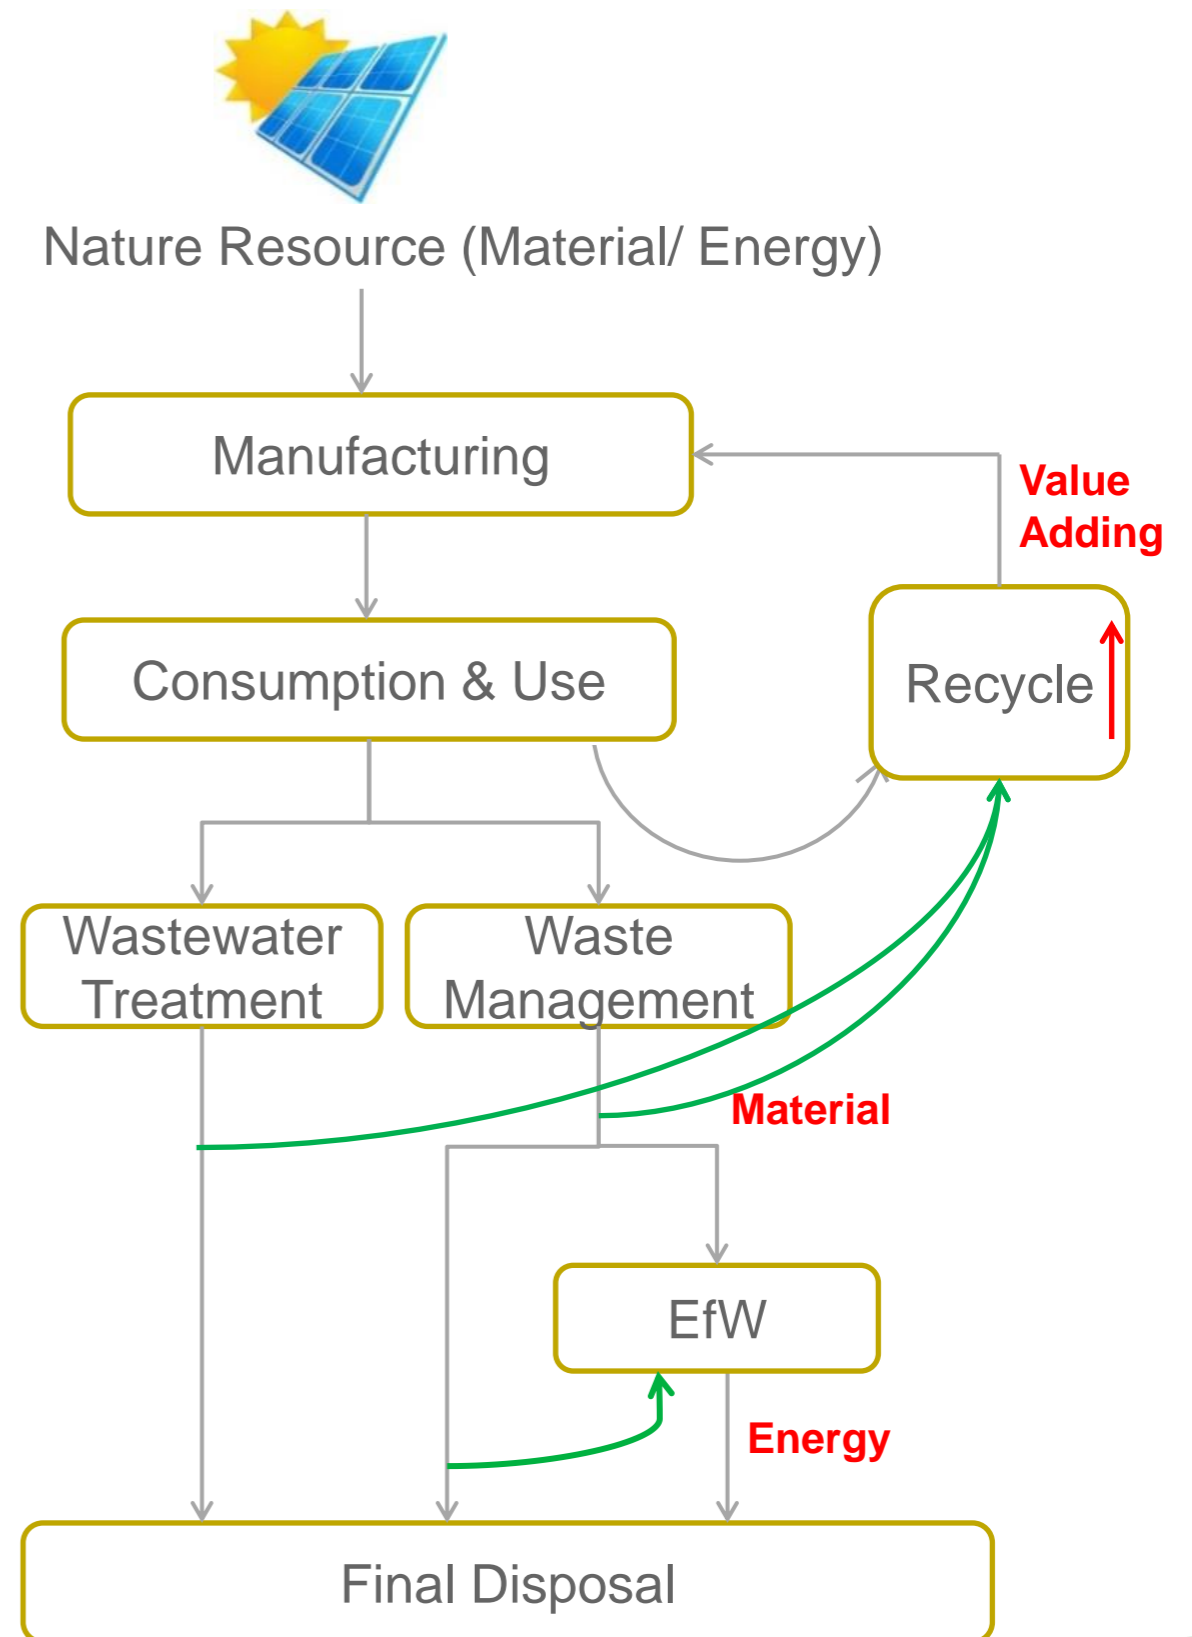 Nature Resource (Material/ Energy)
Manufacturing
Value
Adding
Consumption & Use
Recycle
Wastewater
Treatment
Waste
Management
Material
EfW
Energy
Final Disposal